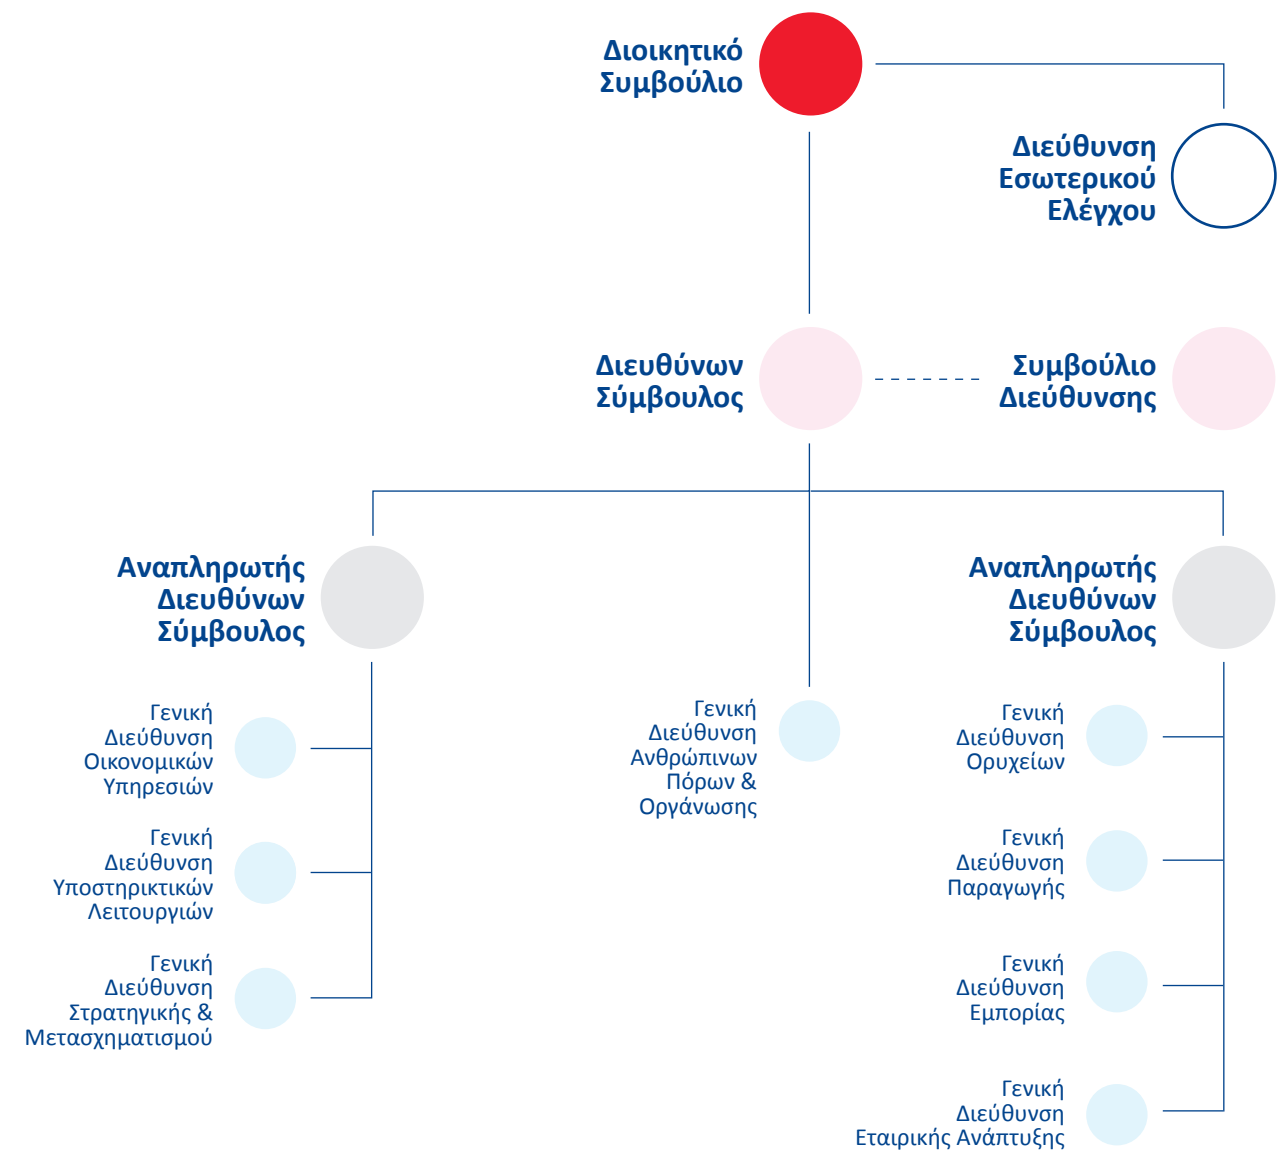 Διοικητικό
Συμβούλιο
Διεύθυνση
Εσωτερικού
Ελέγχου
Διευθύνων
Σύμβουλος
Συμβούλιο
Διεύθυνσης
Αναπληρωτής
Διευθύνων
Σύμβουλος
Αναπληρωτής
Διευθύνων
Σύμβουλος
Γενική
Διεύθυνση
Οικονομικών
Υπηρεσιών
Γενική
Διεύθυνση
Υποστηρικτικών
Λειτουργιών
Γενική
Διεύθυνση
Στρατηγικής &
Μετασχηματισμού
Γενική
Διεύθυνση
Ανθρώπινων
Πόρων &
Οργάνωσης
Γενική
Διεύθυνση
Ορυχείων
Γενική
Διεύθυνση
Παραγωγής
Γενική
Διεύθυνση
Εμπορίας
Γενική
Διεύθυνση
Εταιρικής Ανάπτυξης